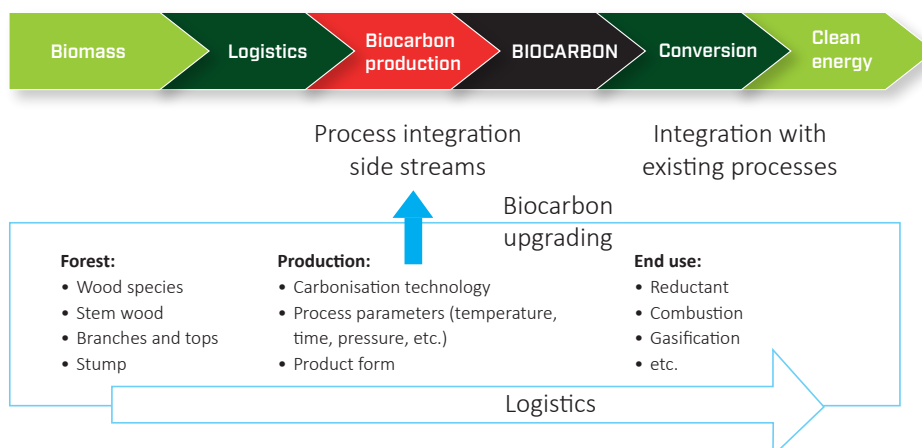 Biomass
Logistics
Biocarbon
production
BIOCARBON
Conversion
Clean
energy
Process integration
side streams
Integration with
existing processes
Biocarbon
upgrading
Forest:
• Wood species
• Stem wood
• Branches and tops
• Stump
Production:
• Carbonisation technology
• Process parameters (temperature,
time, pressure, etc.)
• Product form
End use:
• Reductant
• Combustion
• Gasification
• etc.
Logistics